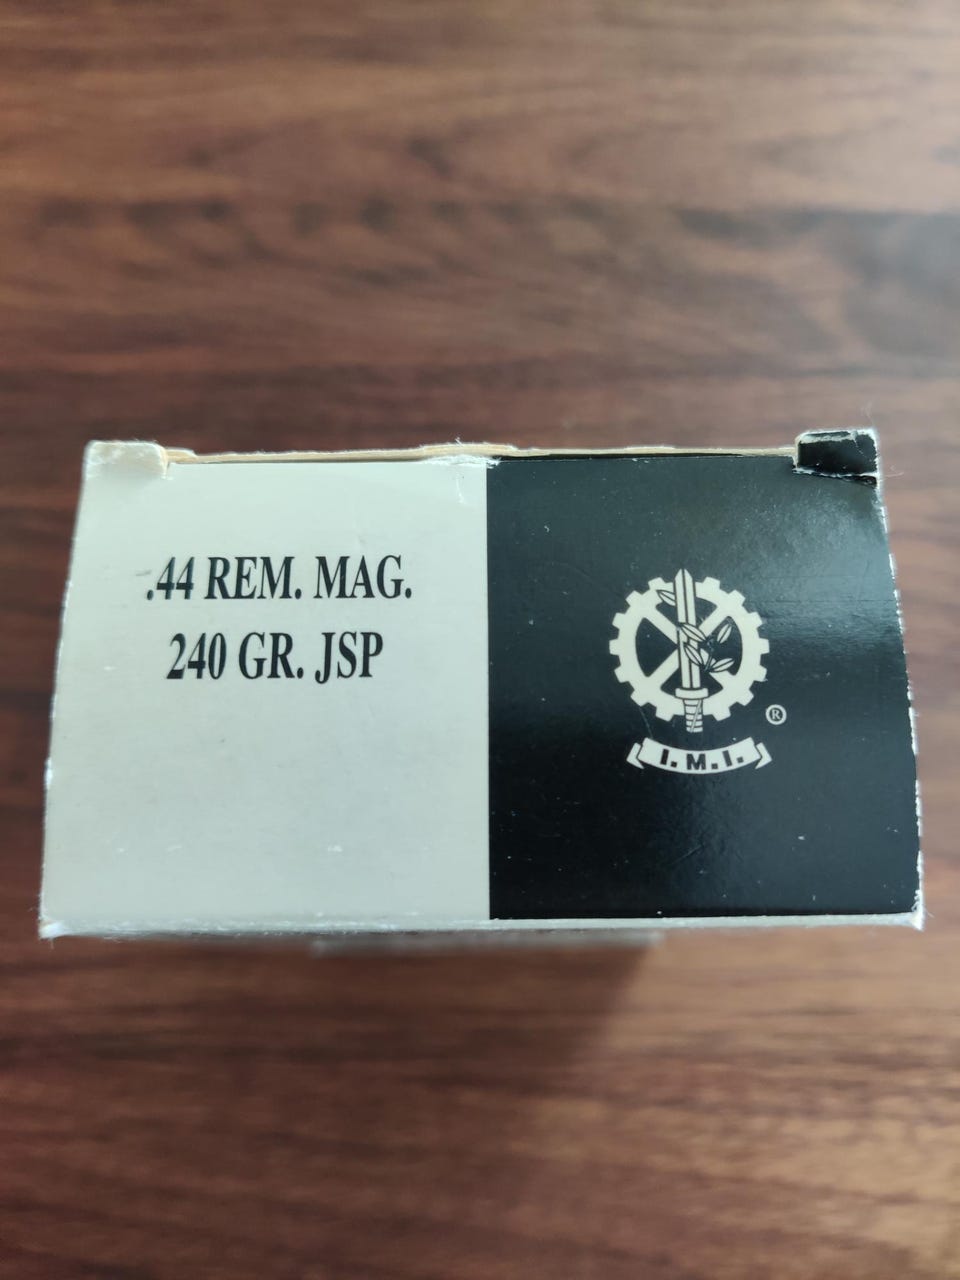 .44 REM. MAG.
240 GR. JSP
®
I.M.I.